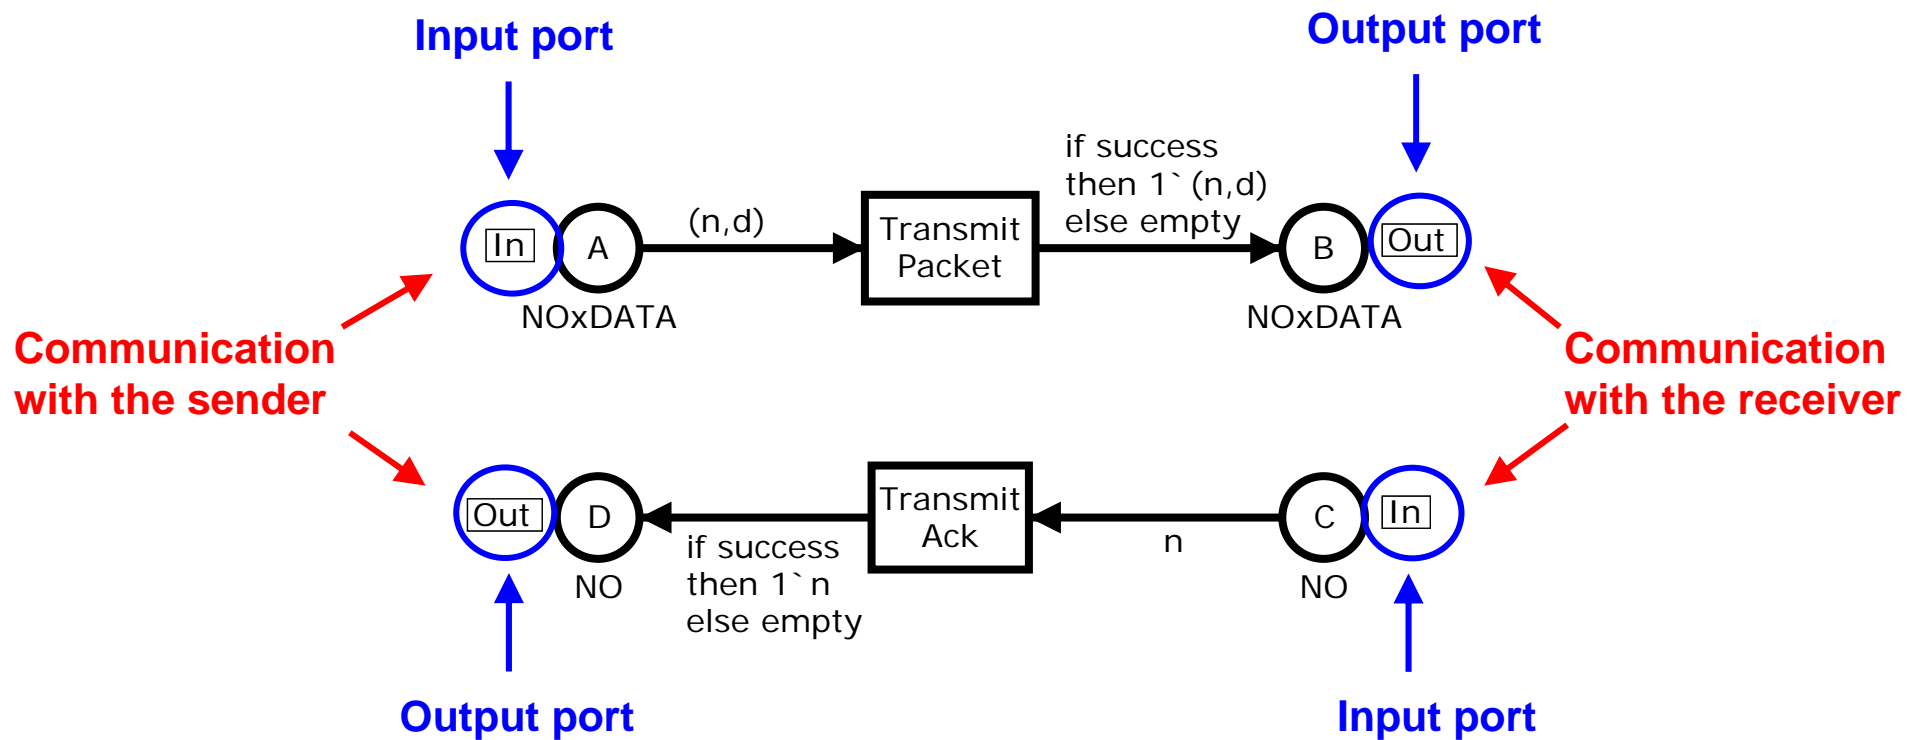 Input port
Output port
if success
then 1`(n,d)
else empty
In
A
(n,d)
Transmit
Packet
B
Out
NOxDATA
NOxDATA
Communication
with the sender
Communication
with the receiver
Out
D
Transmit
Ack
C
In
if success
then 1`n
else empty
n
NO
NO
Output port
Input port